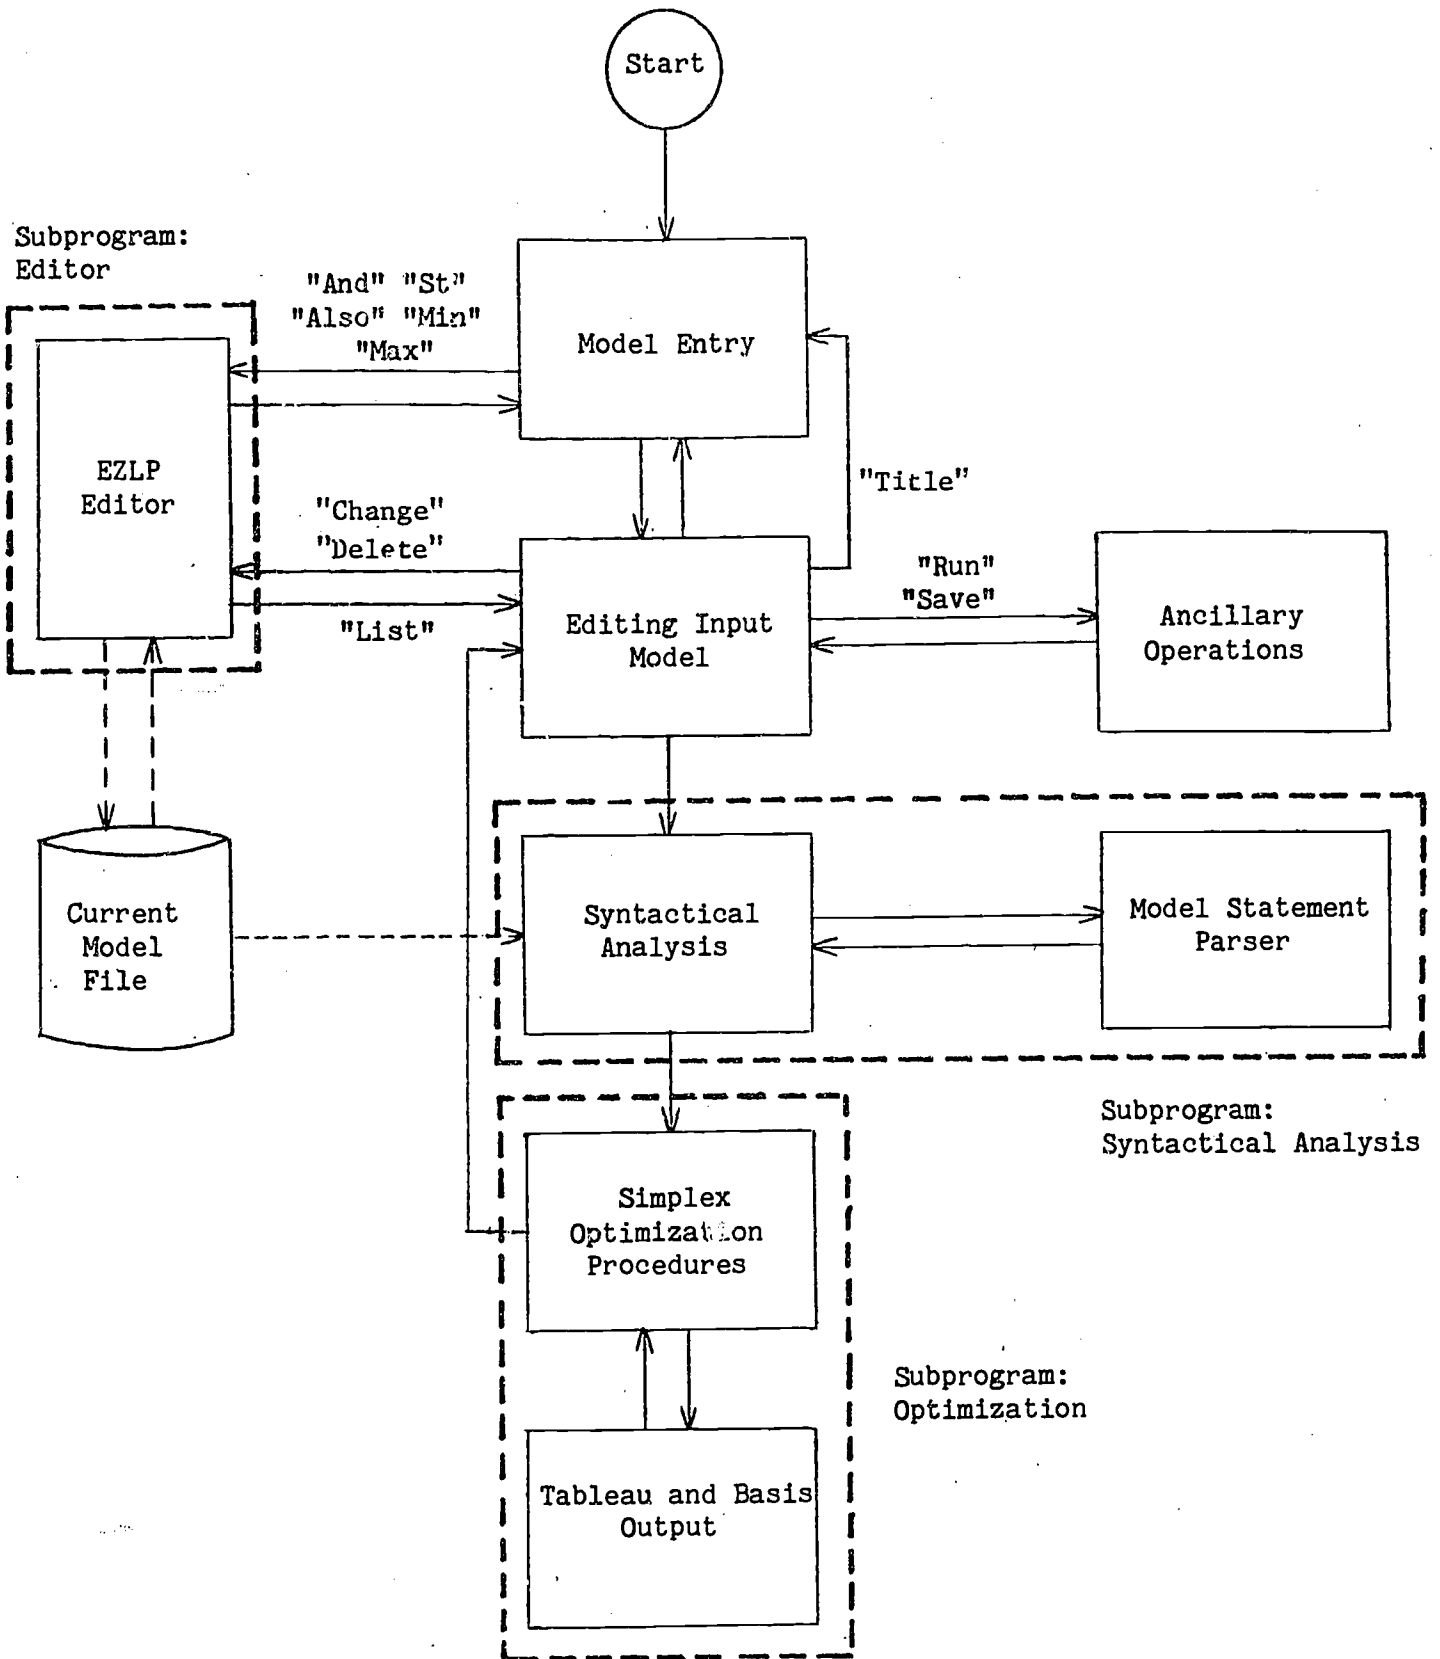 Start
Subprogram:
Editor
"And" "St"
"Also" "Min"
"Max"
Model Entry
EZLP
Editor
"Title"
"Change"
"Delete"
"List"
Editing Input
Model
"Run"
"Save"
Ancillary
Operations
Current
Model
File
Syntactical
Analysis
Model Statement
Parser
Subprogram:
Syntactical Analysis
Simplex
Optimization
Procedures
Subprogram:
Optimization
Tableau and Basis
Output